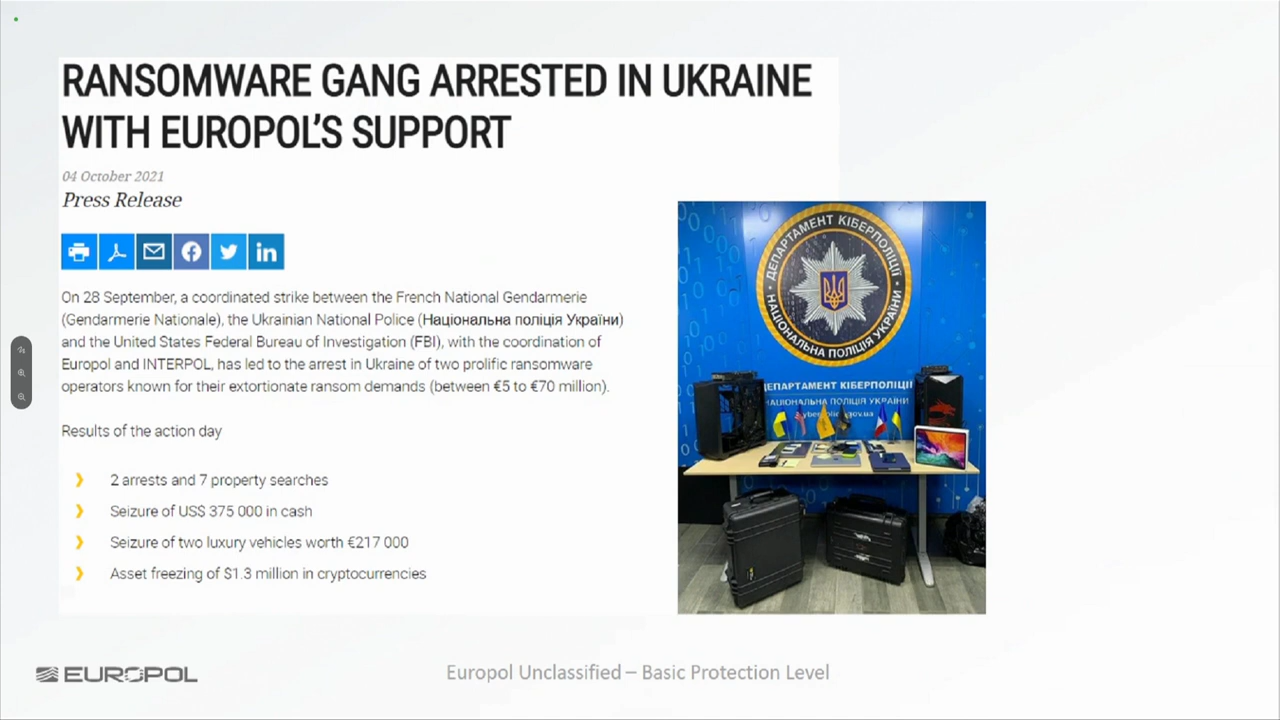 RANSOMWARE GANG ARRESTED IN UKRAINE
WITH EUROPOL'S SUPPORT
04 October 2021
Press Release
On 28 September, a coordinated strike between the French National Gendarmerie
(Gendarmerie Nationale), the Ukrainian National Police (Національна поліція України)
and the United States Federal Bureau of Investigation (FBI), with the coordination of
Europol and INTERPOL, has led to the arrest in Ukraine of two prolific ransomware
operators known for their extortionate ransom demands (between €5 to €70 million).
Results of the action day
2 arrests and 7 property searches
Seizure of US$ 375 000 in cash
Seizure of two luxury vehicles worth €217 000
Asset freezing of $1.3 million in cryptocurrencies
ДЕПАРТАМЕНТ КІБЕРПОЛІЦІЇ
НАЦІОНАЛЬНА ПОЛІЦІЯ УКРАЇНИ
ДЕПАРТАМЕНТ КІБЕРПОЛІЦІЇ
НАЦІОНАЛЬНА ПОЛІЦІЯ УКРАЇНИ
EUROPOL
Europol Unclassified – Basic Protection Level